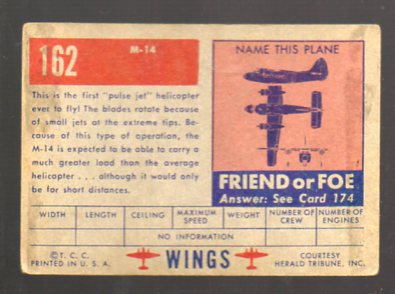 162
M-14
This is the first "pulse jet" helicopter
ever to fly! The blades rotate because
of small jets at the extreme tips. Be-
cause of this type of operation, the
M-14 is expected to be able to carry a
much greater load than the average
helicopter . . . although it would only
be for short distances.
NAME THIS PLANE
FRIEND or FOE
Answer: See Card 174
WIDTH LENGTH CEILING MAXIMUM SPEED WEIGHT NUMBER OF CREW NUMBER OF ENGINES
NO INFORMATION
© T. C. C.
PRINTED IN U. S. A.
WINGS
COURTESY
HERALD TRIBUNE, INC.